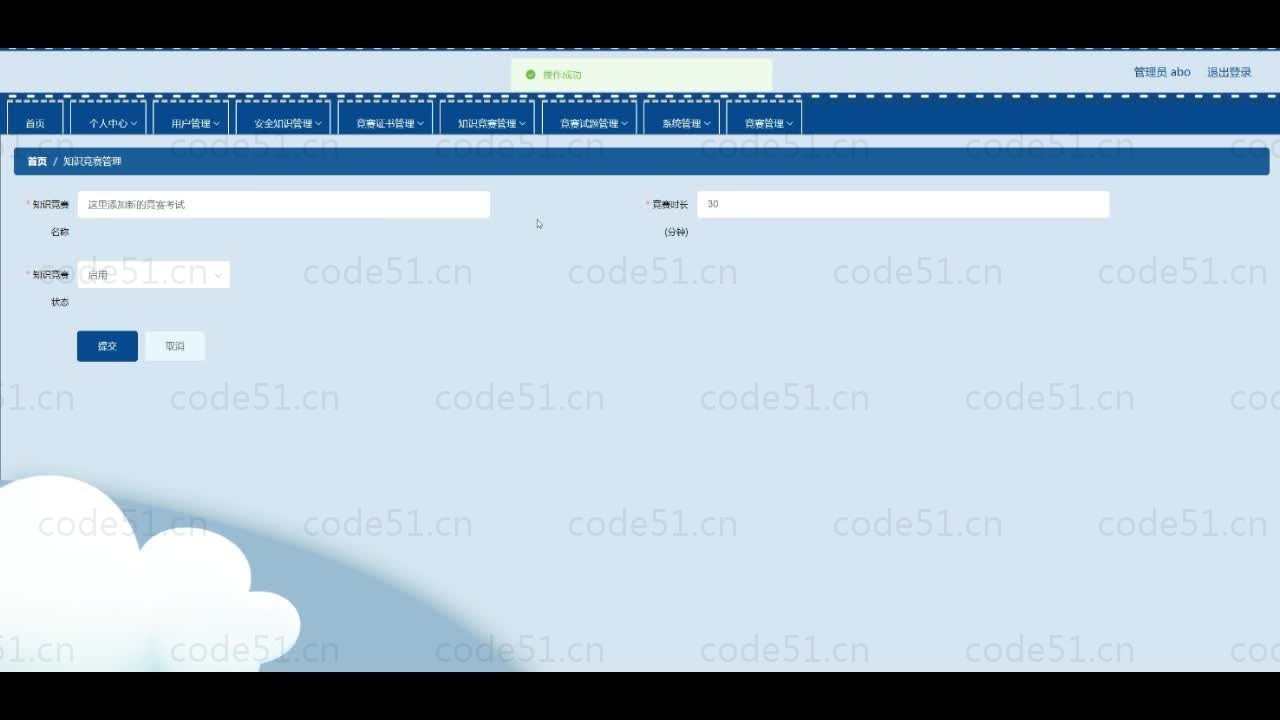 操作成功
管理员 abo 退出登录
首页 个人中心 用户管理 安全知识管理 竞赛证书管理 知识竞赛管理 竞赛试题管理 系统管理 竞赛管理
首页 / 知识竞赛管理
* 知识竞赛名称 这里添加新的竞赛考试
* 竞赛时长(分钟) 30
* 知识竞赛状态 启用
提交 取消
code51.cn